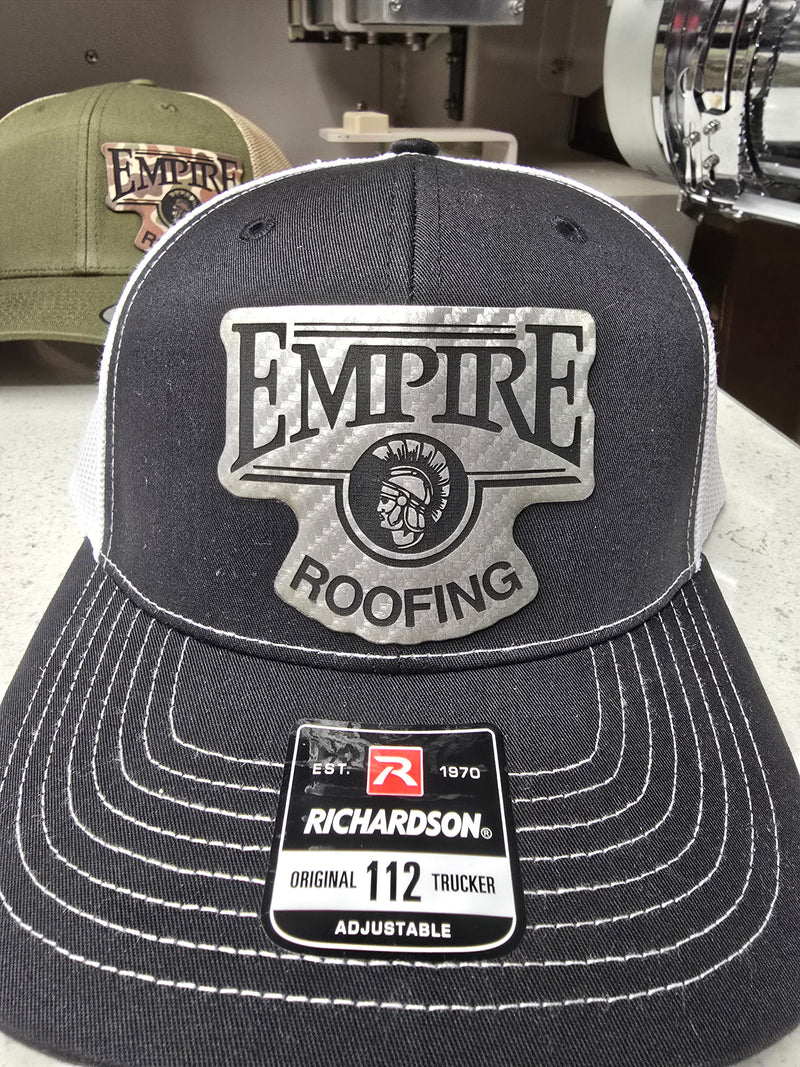 EMPIRE
EMPIRE
ROOFING
EST. R 1970
RICHARDSON®
ORIGINAL 112 TRUCKER
ADJUSTABLE